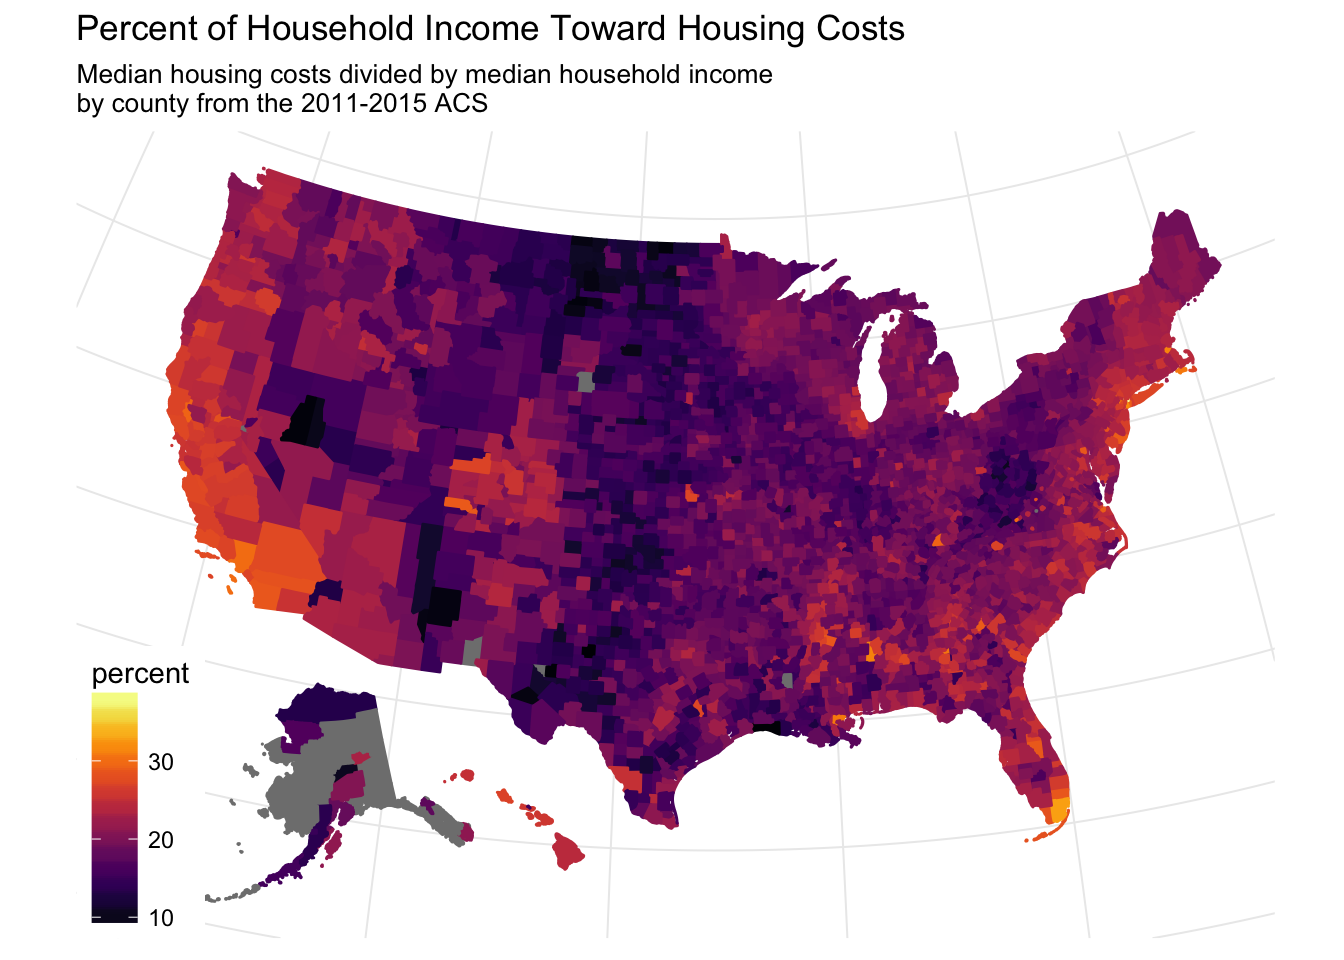 Percent of Household Income Toward Housing Costs
Median housing costs divided by median household income
by county from the 2011-2015 ACS
percent
30
20
10